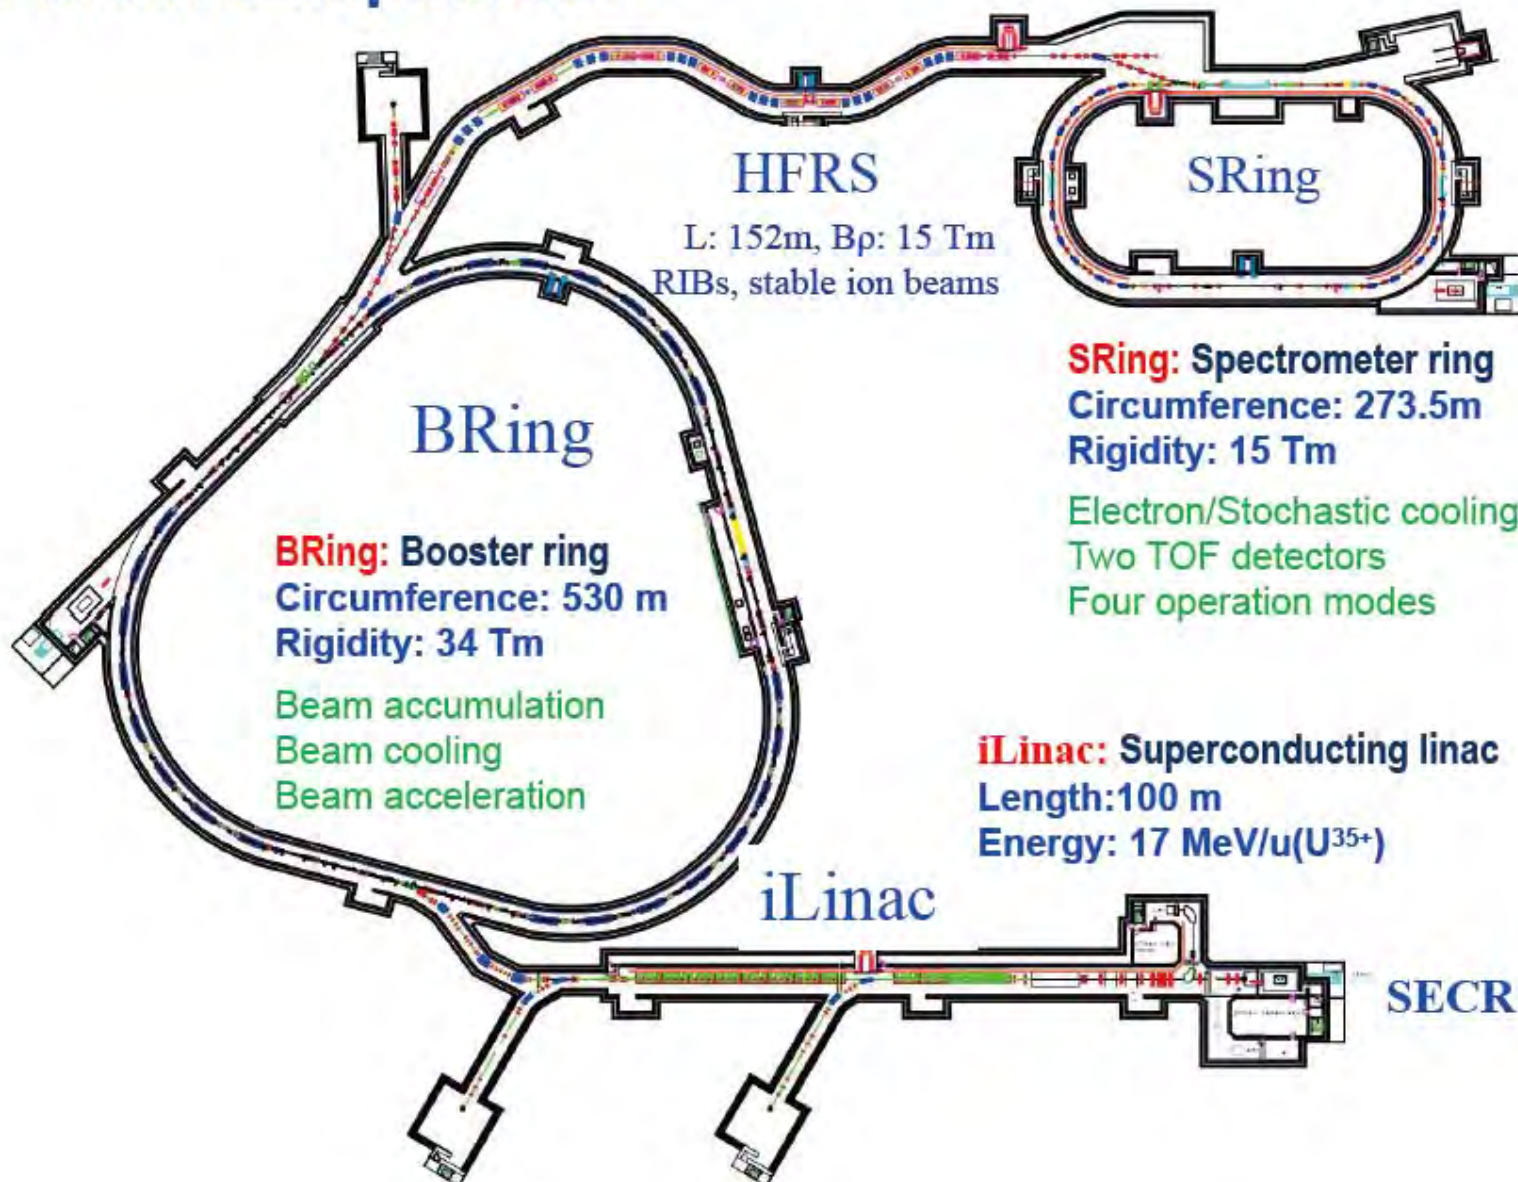 HFRS
L: 152m, Bρ: 15 Tm
RIBs, stable ion beams
SRing
SRing: Spectrometer ring
Circumference: 273.5m
Rigidity: 15 Tm
Electron/Stochastic cooling
Two TOF detectors
Four operation modes
BRing
BRing: Booster ring
Circumference: 530 m
Rigidity: 34 Tm
Beam accumulation
Beam cooling
Beam acceleration
iLinac: Superconducting linac
Length:100 m
Energy: 17 MeV/u(U³⁵⁺)
iLinac
SECR